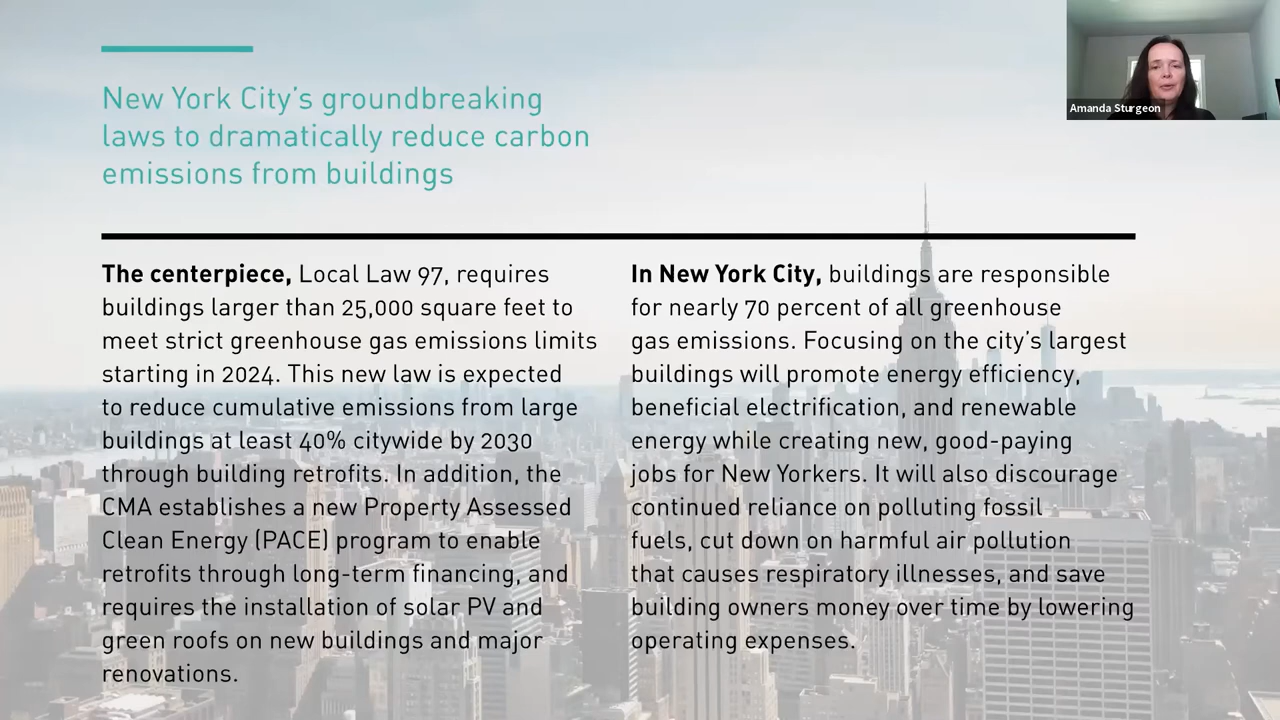 New York City’s groundbreaking
laws to dramatically reduce carbon
emissions from buildings
The centerpiece, Local Law 97, requires
buildings larger than 25,000 square feet to
meet strict greenhouse gas emissions limits
starting in 2024. This new law is expected
to reduce cumulative emissions from large
buildings at least 40% citywide by 2030
through building retrofits. In addition, the
CMA establishes a new Property Assessed
Clean Energy (PACE) program to enable
retrofits through long-term financing, and
requires the installation of solar PV and
green roofs on new buildings and major
renovations.
In New York City, buildings are responsible
for nearly 70 percent of all greenhouse
gas emissions. Focusing on the city’s largest
buildings will promote energy efficiency,
beneficial electrification, and renewable
energy while creating new, good-paying
jobs for New Yorkers. It will also discourage
continued reliance on polluting fossil
fuels, cut down on harmful air pollution
that causes respiratory illnesses, and save
building owners money over time by lowering
operating expenses.
Amanda Sturgeon